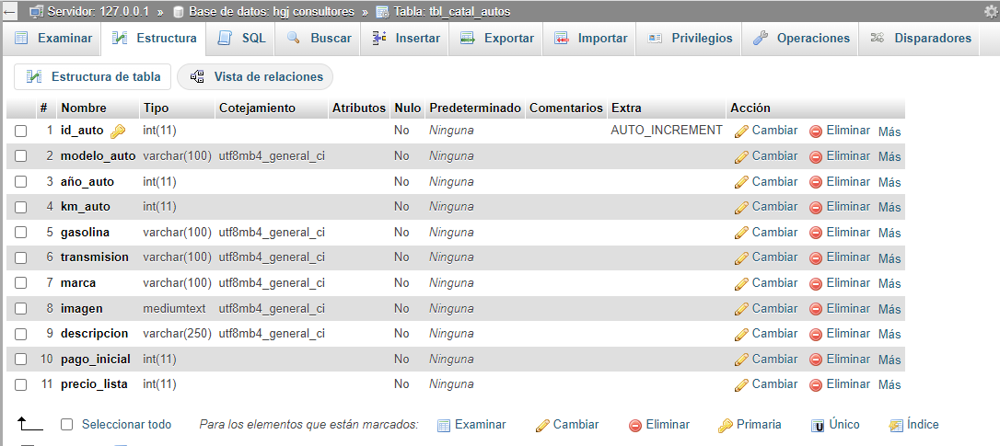 Servidor: 127.0.0.1 » Base de datos: hgj consultores » Tabla: tbl_catal_autos
Examinar Estructura SQL Buscar Insertar Exportar Importar Privilegios Operaciones Disparadores
Estructura de tabla Vista de relaciones
# Nombre Tipo Cotejamiento Atributos Nulo Predeterminado Comentarios Extra Acción
1 id_auto int(11) No Ninguna AUTO_INCREMENT Cambiar Eliminar Más
2 modelo_auto varchar(100) utf8mb4_general_ci No Ninguna Cambiar Eliminar Más
3 año_auto int(11) No Ninguna Cambiar Eliminar Más
4 km_auto int(11) No Ninguna Cambiar Eliminar Más
5 gasolina varchar(100) utf8mb4_general_ci No Ninguna Cambiar Eliminar Más
6 transmision varchar(100) utf8mb4_general_ci No Ninguna Cambiar Eliminar Más
7 marca varchar(100) utf8mb4_general_ci No Ninguna Cambiar Eliminar Más
8 imagen mediumtext utf8mb4_general_ci No Ninguna Cambiar Eliminar Más
9 descripcion varchar(250) utf8mb4_general_ci No Ninguna Cambiar Eliminar Más
10 pago_inicial int(11) No Ninguna Cambiar Eliminar Más
11 precio_lista int(11) No Ninguna Cambiar Eliminar Más
Seleccionar todo Para los elementos que están marcados: Examinar Cambiar Eliminar Primaria Único Índice